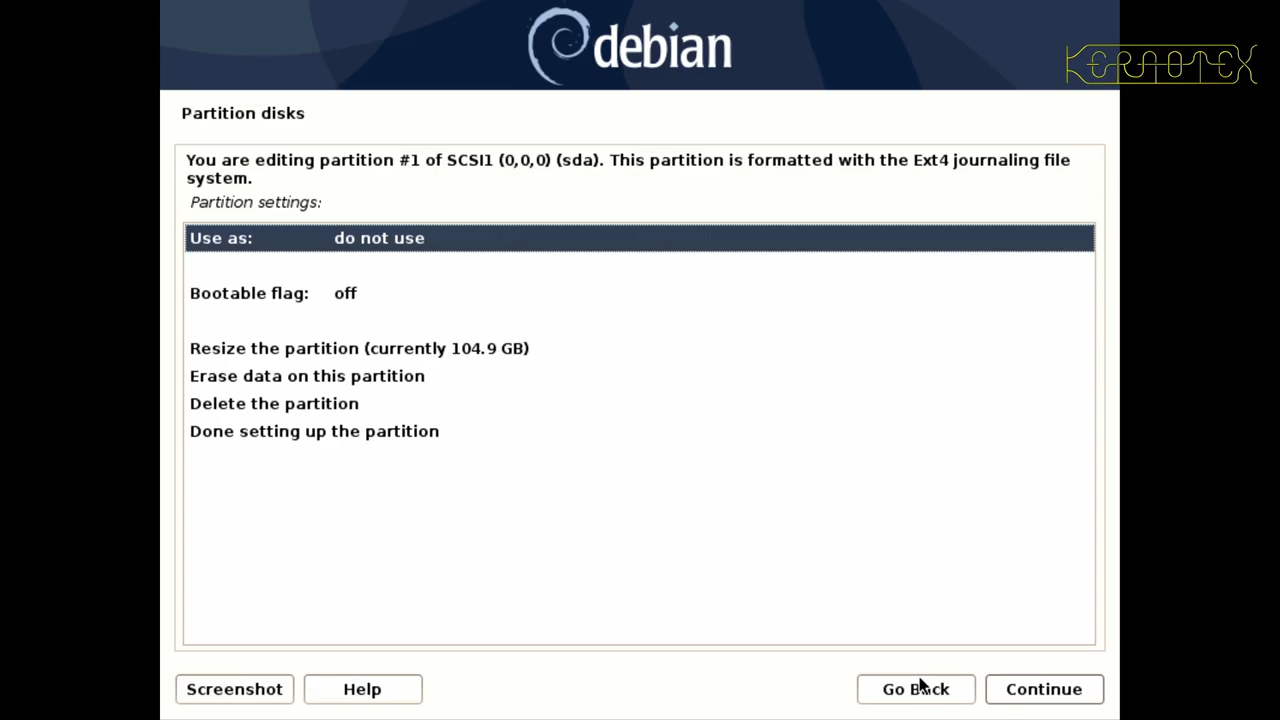 debian
KERNOTEX
Partition disks
You are editing partition #1 of SCSI1 (0,0,0) (sda). This partition is formatted with the Ext4 journaling file
system.
Partition settings:
Use as: do not use
Bootable flag: off
Resize the partition (currently 104.9 GB)
Erase data on this partition
Delete the partition
Done setting up the partition
Screenshot Help Go Back Continue